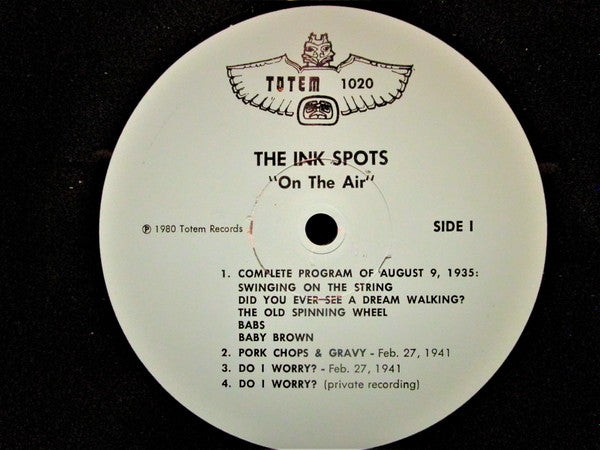 TOTEM 1020
THE INK SPOTS
"On The Air"
℗ 1980 Totem Records
SIDE I
1. COMPLETE PROGRAM OF AUGUST 9, 1935:
SWINGING ON THE STRING
DID YOU EVER SEE A DREAM WALKING?
THE OLD SPINNING WHEEL
BABS
BABY BROWN
2. PORK CHOPS & GRAVY - Feb. 27, 1941
3. DO I WORRY? - Feb. 27, 1941
4. DO I WORRY? (private recording)